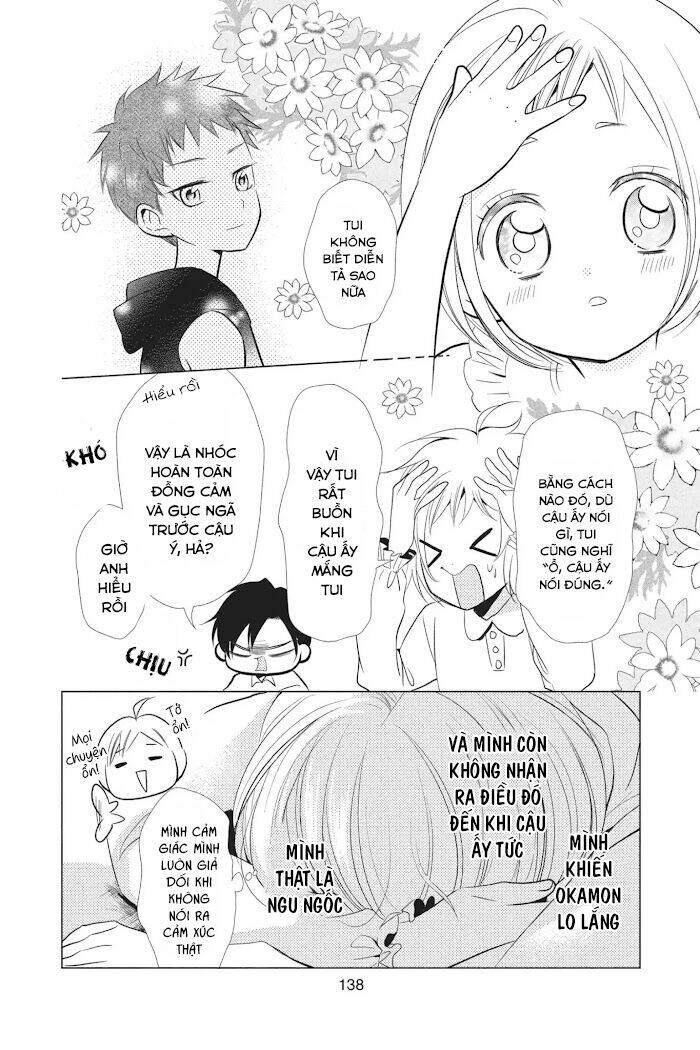 TUI
KHÔNG
BIẾT DIỄN
TẢ SAO
NỮA
BẰNG CÁCH
NÀO ĐÓ, DÙ
CẬU ẤY NÓI
GÌ, TUI
CŨNG NGHĨ
"Ồ, CẬU ẤY
NÓI ĐÚNG."
VÌ
VẬY TUI
RẤT
BUỒN KHI
CẬU ẤY
MẮNG
TUI
Hiểu rồi
VẬY LÀ NHÓC
HOÀN TOÀN
ĐỒNG CẢM
VÀ GỤC NGÃ
TRƯỚC CẬU
Ý, HẢ?
KHÓ
GIỜ
ANH
HIỂU
RỒI
CHỊU
MÌNH
KHIẾN
OKAMON
LO LẮNG
VÀ MÌNH CÒN
KHÔNG NHẬN
RA ĐIỀU ĐÓ
ĐẾN KHI CẬU
ẤY TỨC
MÌNH
THẬT LÀ
NGU NGỐC
Tớ
ổn!
Mọi
chuyện
ổn!
MÌNH CẢM
GIÁC MÌNH
LUÔN GIẢ
DỐI KHI
KHÔNG
NÓI RA
CẢM XÚC
THẬT
138